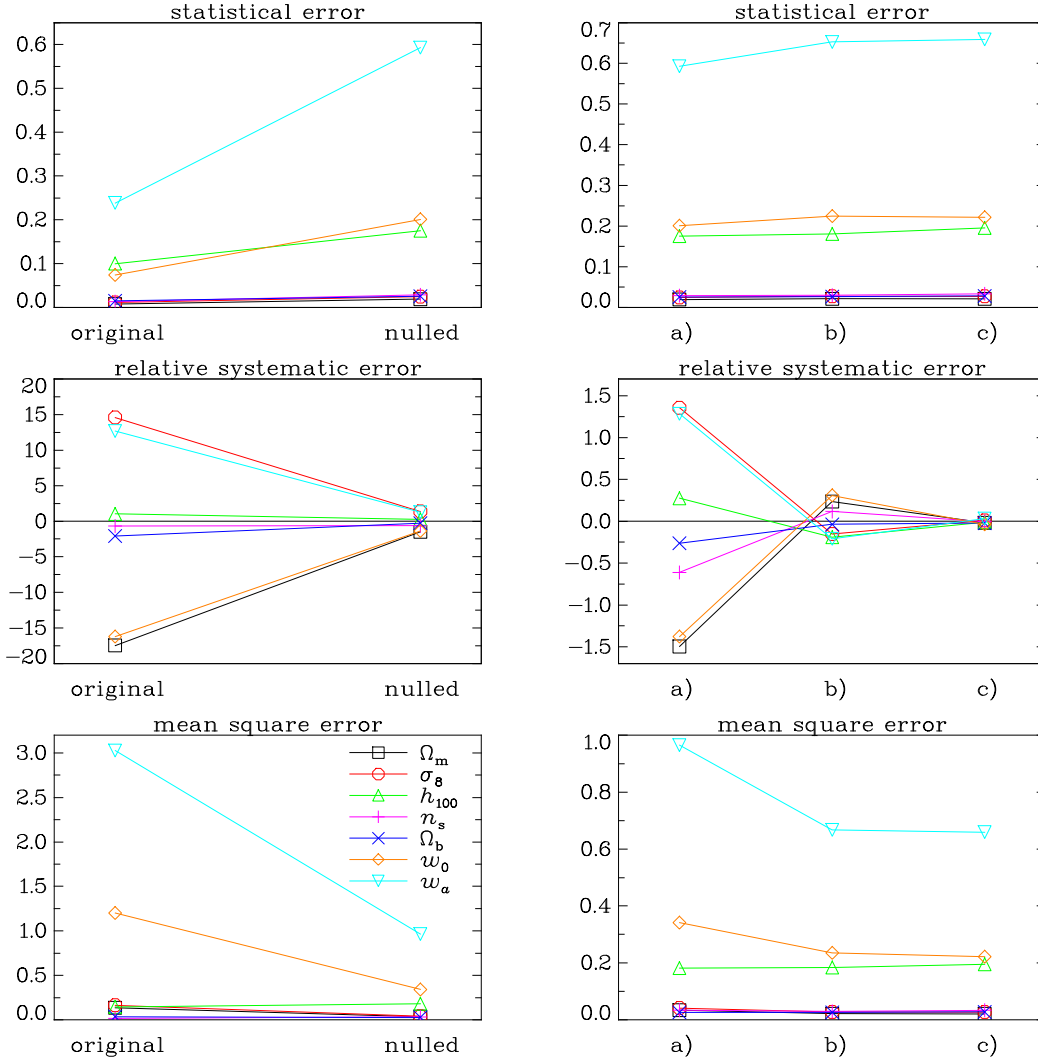 statistical error
0.6
0.5
0.4
0.3
0.2
0.1
0.0
original nulled
statistical error
0.7
0.6
0.5
0.4
0.3
0.2
0.1
0.0
a) b) c)
relative systematic error
20
15
10
5
0
−5
−10
−15
−20
original nulled
relative systematic error
1.5
1.0
0.5
0.0
−0.5
−1.0
−1.5
a) b) c)
mean square error
3.0
2.5
2.0
1.5
1.0
0.5
0.0
Ωm
σ8
h100
ns
Ωb
w0
wa
original nulled
mean square error
1.0
0.8
0.6
0.4
0.2
0.0
a) b) c)